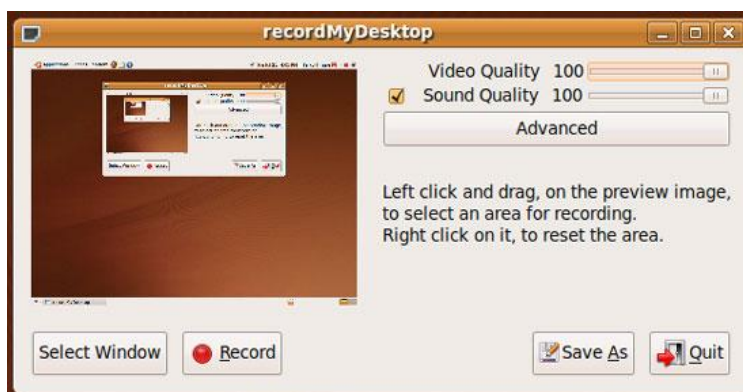 recordMyDesktop
Video Quality 100
Sound Quality 100
Advanced
Left click and drag, on the preview image,
to select an area for recording.
Right click on it, to reset the area.
Select Window
Record
Save As
Quit